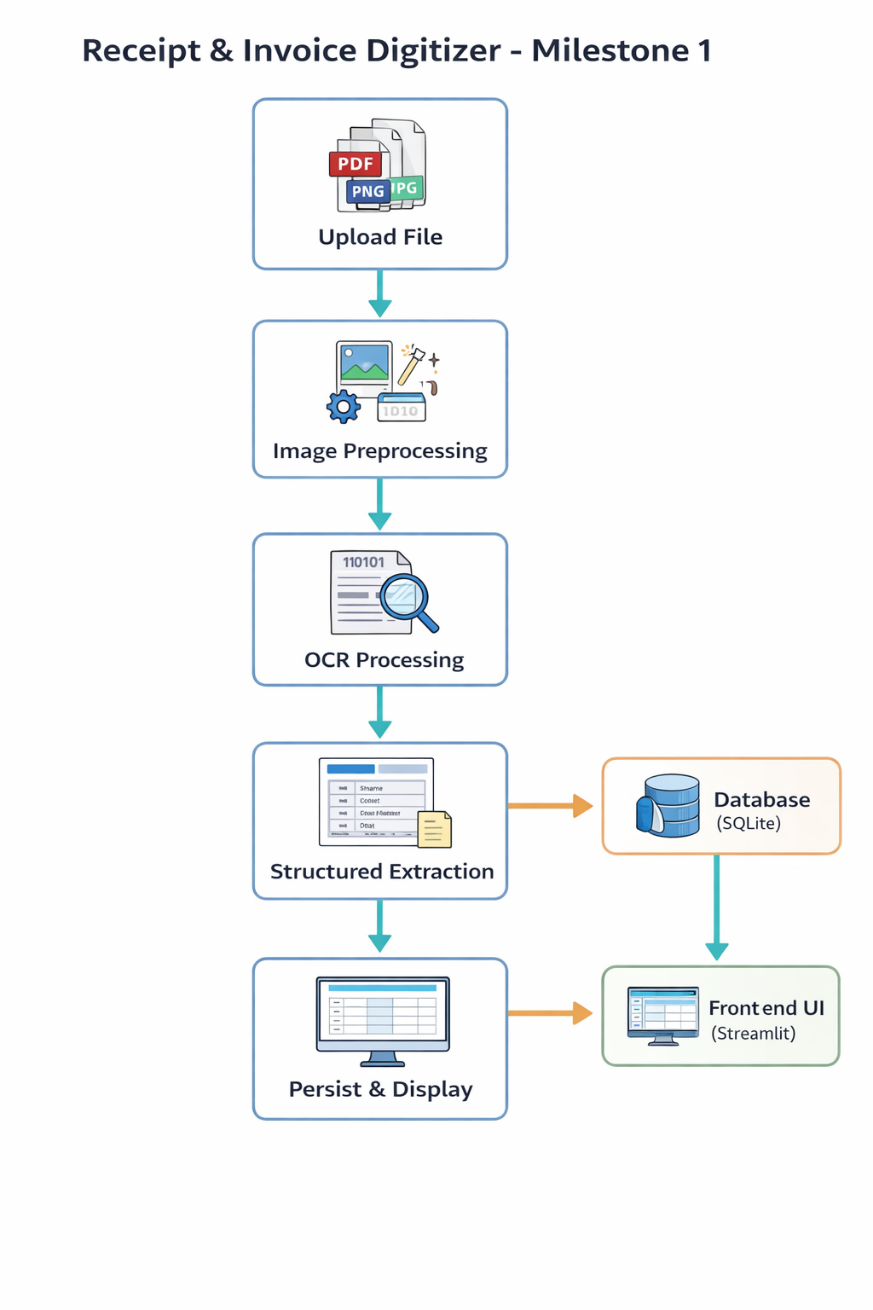 Receipt & Invoice Digitizer - Milestone 1
PDF
PNG
JPG
Upload File
1010
Image Preprocessing
110101
OCR Processing
Structured Extraction
Database
(SQLite)
Persist & Display
Frontend UI
(Streamlit)